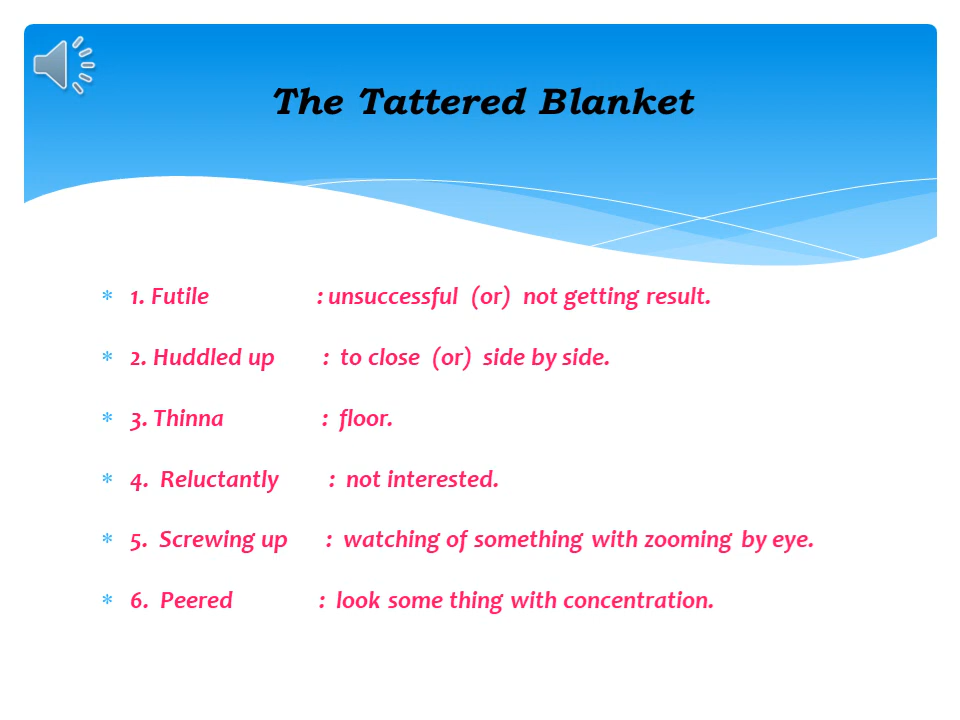 The Tattered Blanket
* 1. Futile : unsuccessful (or) not getting result.
* 2. Huddled up : to close (or) side by side.
* 3. Thinna : floor.
* 4. Reluctantly : not interested.
* 5. Screwing up : watching of something with zooming by eye.
* 6. Peered : look some thing with concentration.